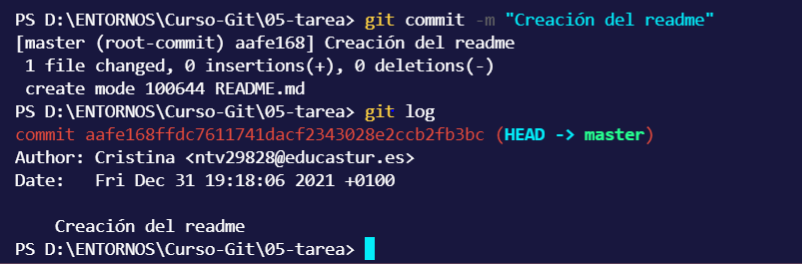 PS D:\ENTORNOS\Curso-Git\05-tarea> git commit -m "Creación del readme"
[master (root-commit) aafe168] Creación del readme
 1 file changed, 0 insertions(+), 0 deletions(-)
 create mode 100644 README.md
PS D:\ENTORNOS\Curso-Git\05-tarea> git log
commit aafe168ffdc7611741dacf2343028e2ccb2fb3bc (HEAD -> master)
Author: Cristina <ntv29828@educastur.es>
Date:   Fri Dec 31 19:18:06 2021 +0100

    Creación del readme
PS D:\ENTORNOS\Curso-Git\05-tarea>